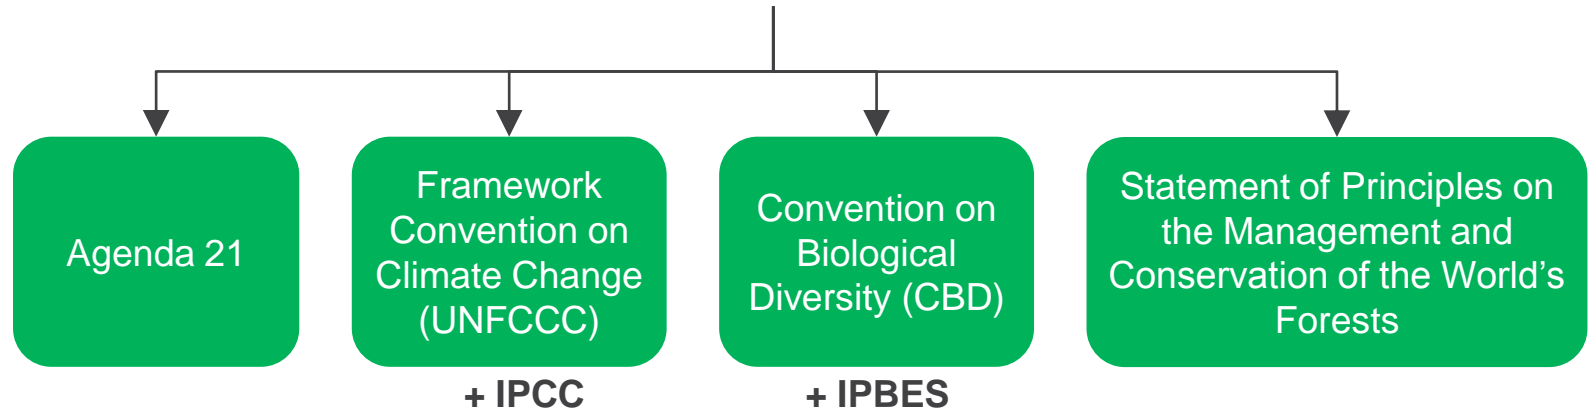 Agenda 21
Framework
Convention on
Climate Change
(UNFCCC)
Convention on
Biological
Diversity (CBD)
Statement of Principles on
the Management and
Conservation of the World’s
Forests
+ IPCC
+ IPBES